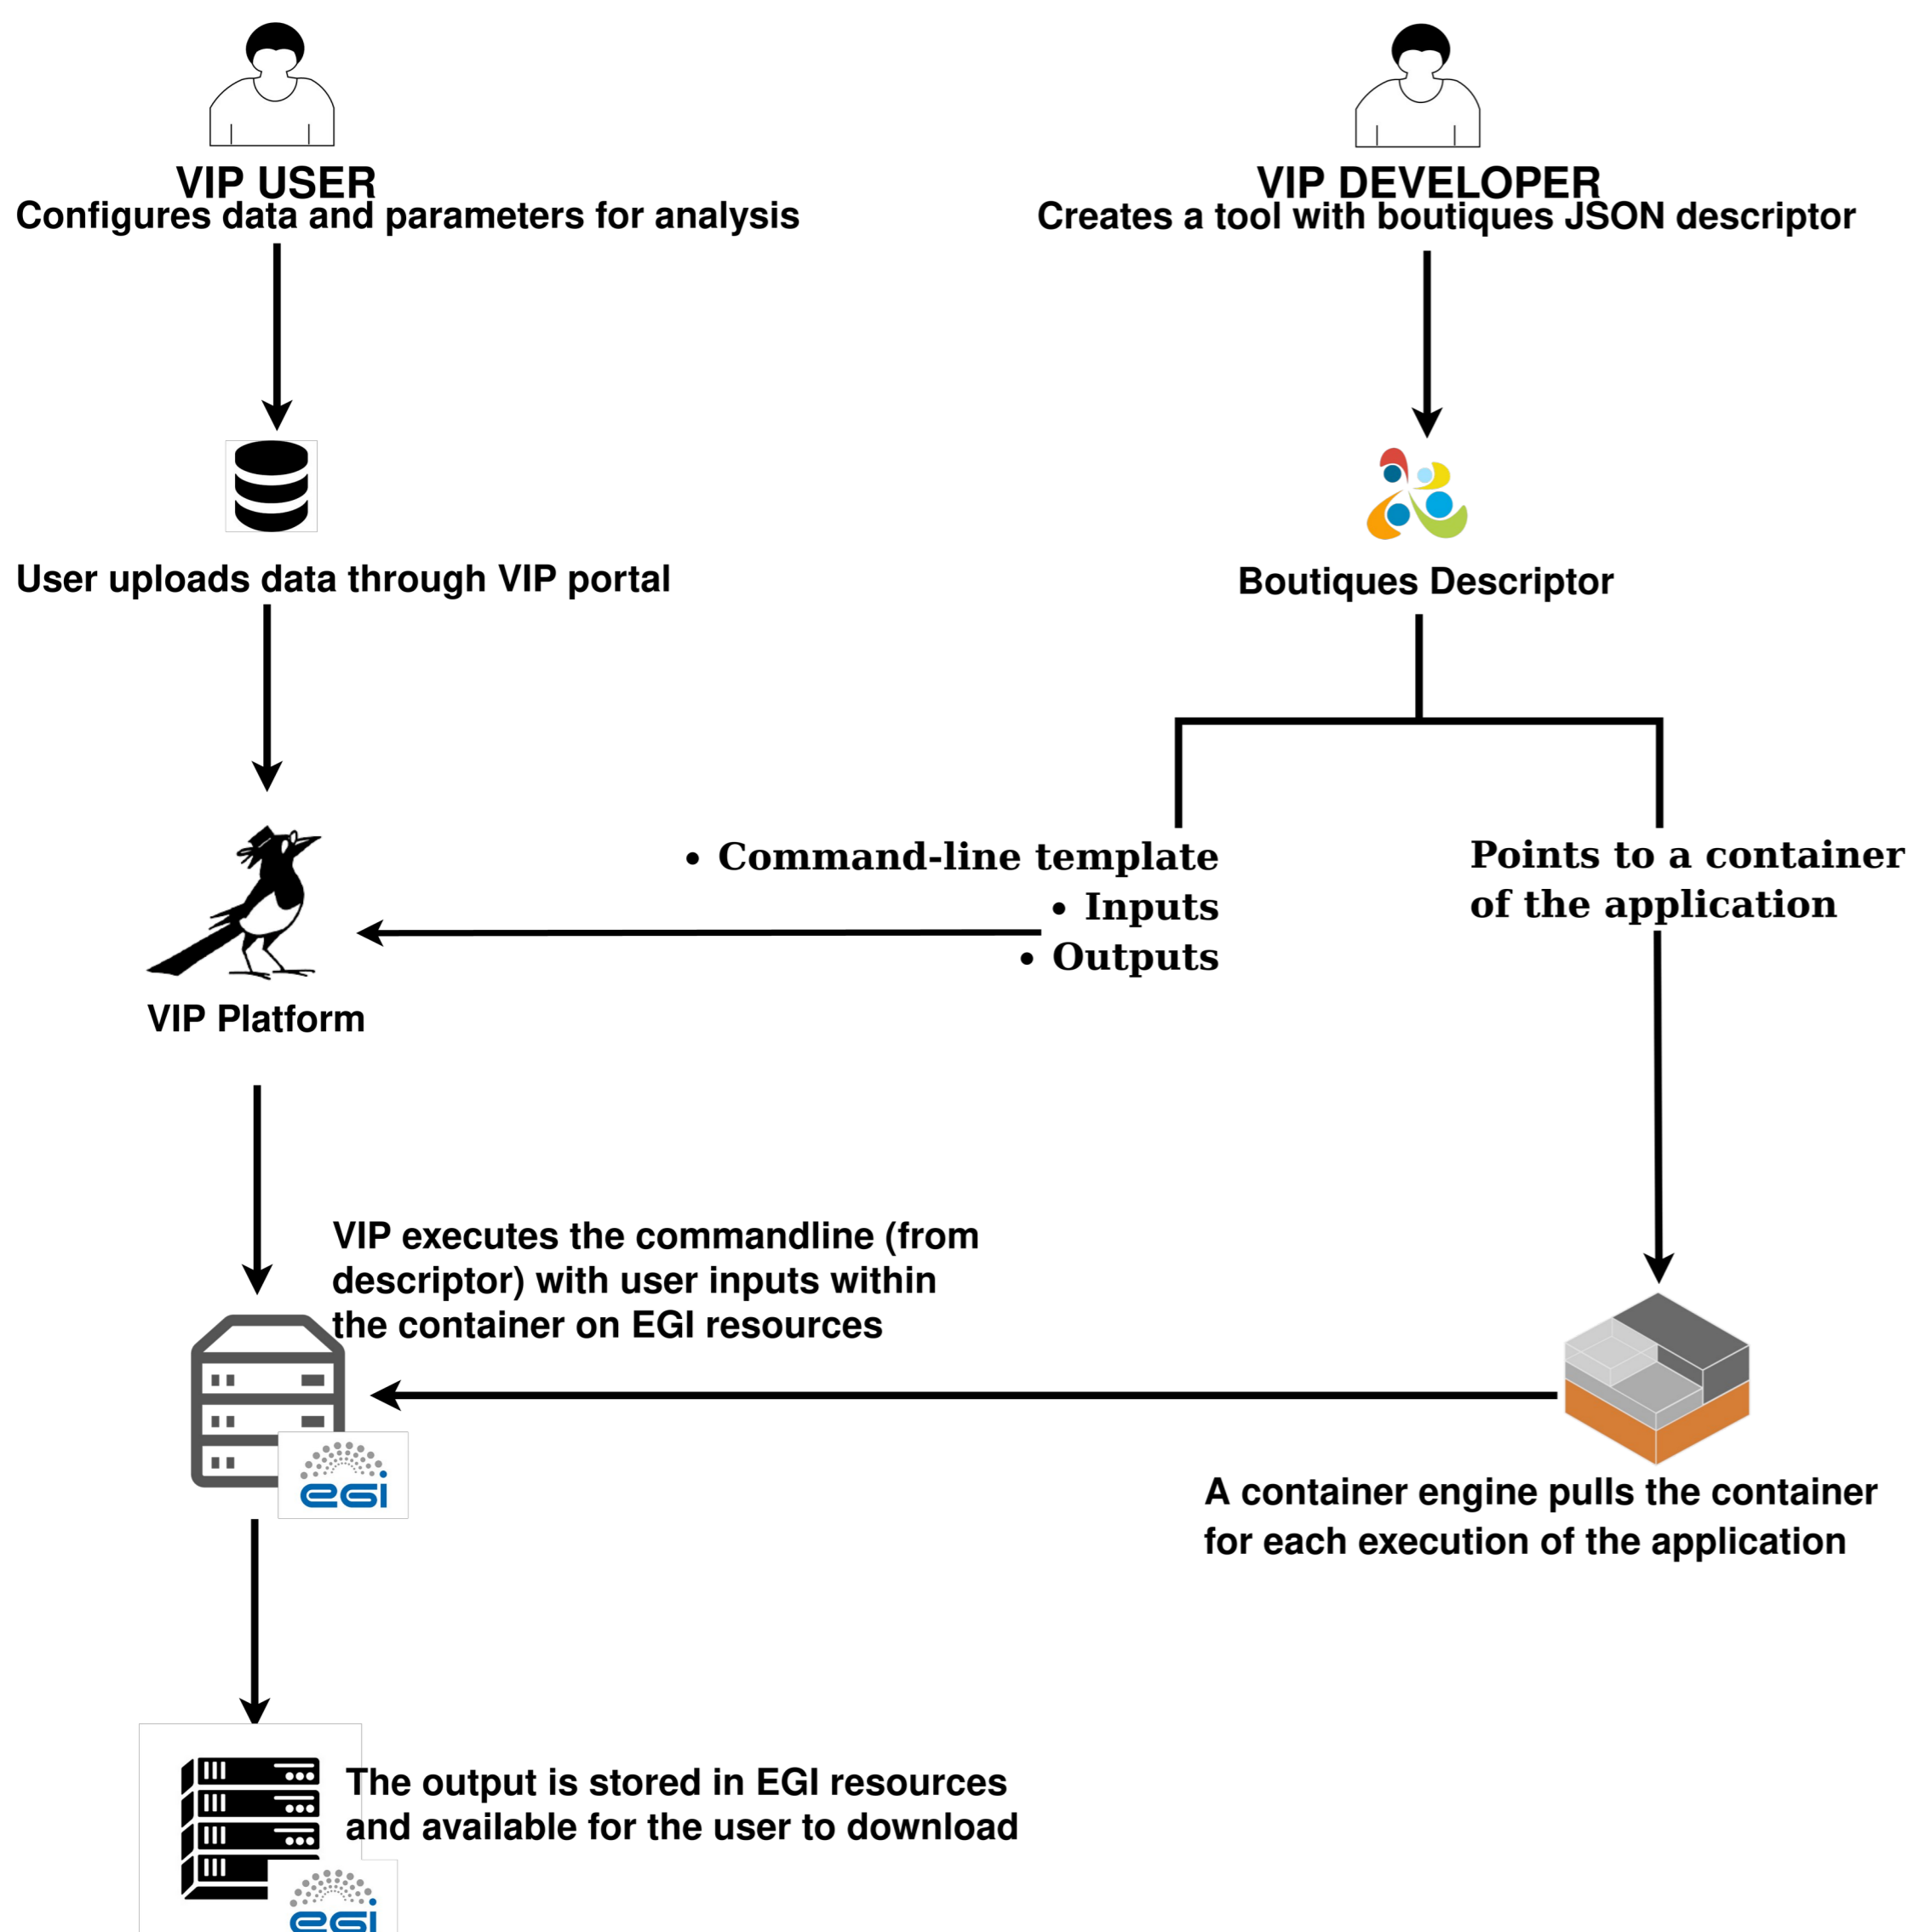 VIP USER
Configures data and parameters for analysis
VIP DEVELOPER
Creates a tool with boutiques JSON descriptor
User uploads data through VIP portal
Boutiques Descriptor
• Command-line template
• Inputs
• Outputs
Points to a container
of the application
VIP Platform
VIP executes the commandline (from
descriptor) with user inputs within
the container on EGI resources
egi
A container engine pulls the container
for each execution of the application
The output is stored in EGI resources
and available for the user to download
egi